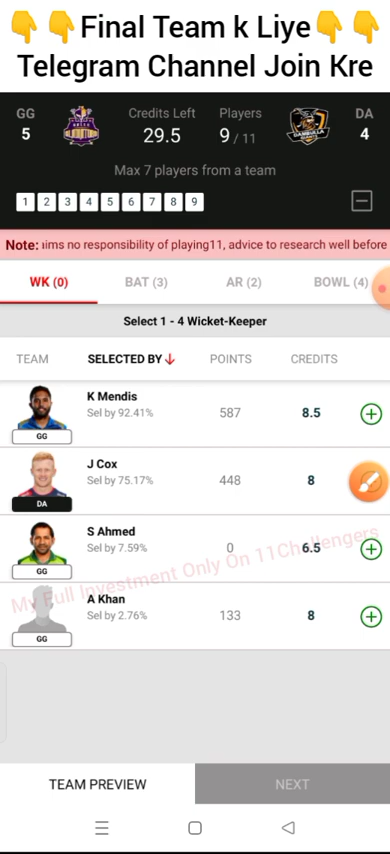 👇👇Final Team k Liye👇👇
Telegram Channel Join Kre
GG Credits Left Players DA
5 29.5 9 / 11 4
Max 7 players from a team
1 2 3 4 5 6 7 8 9
Note: aims no responsibility of playing11, advice to research well before
WK (0) BAT (3) AR (2) BOWL (4)
Select 1 - 4 Wicket-Keeper
TEAM SELECTED BY POINTS CREDITS
K Mendis
Sel by 92.41% 587 8.5
GG
J Cox
Sel by 75.17% 448 8
DA
S Ahmed
Sel by 7.59% 0 6.5
GG
My Full Investment Only On 11Challengers
A Khan
Sel by 2.76% 133 8
GG
TEAM PREVIEW NEXT